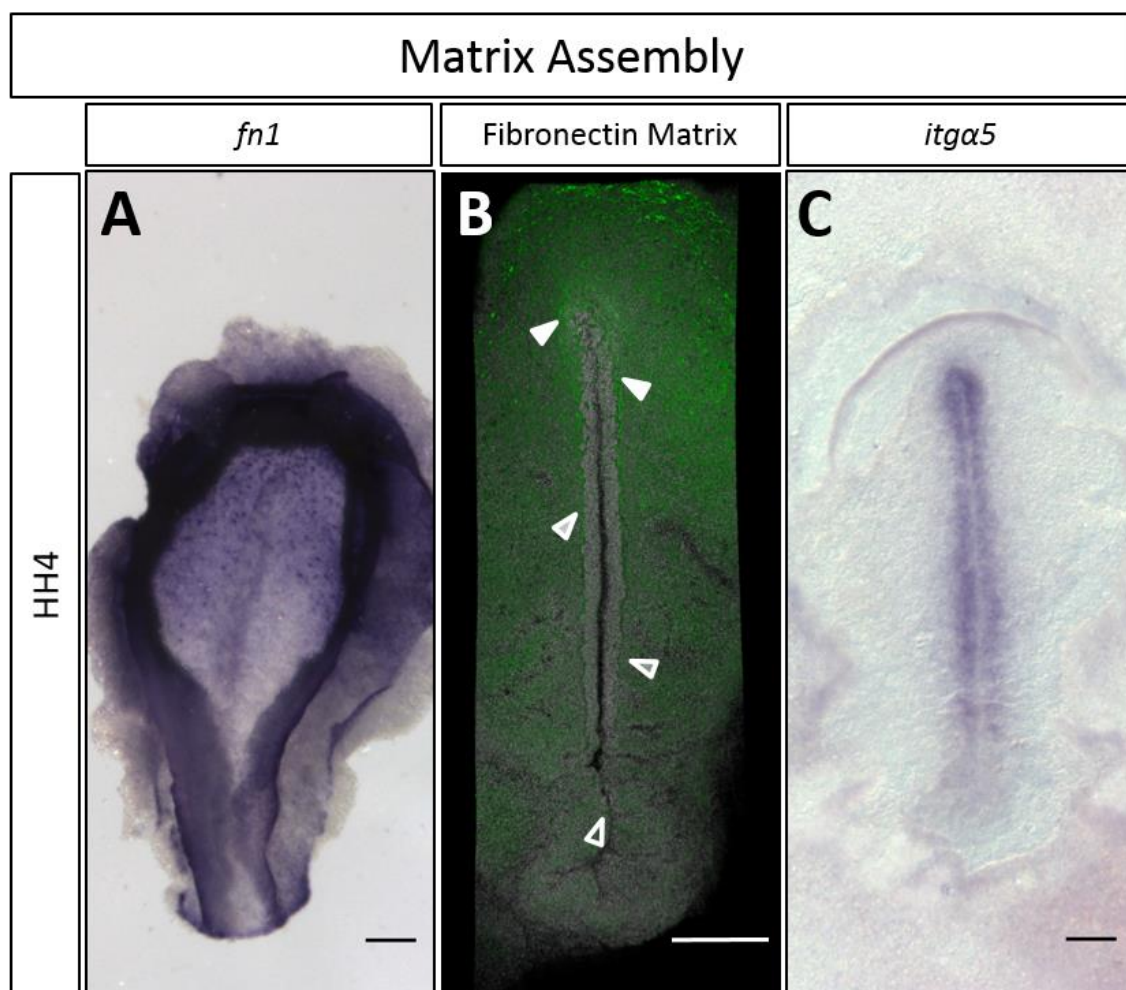 Matrix Assembly
fn1
Fibronectin Matrix
itgα5
HH4
A
B
C